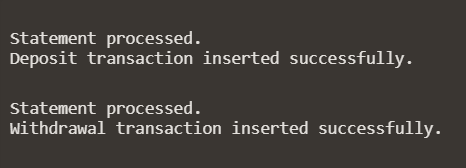 Statement processed.
Deposit transaction inserted successfully.
Statement processed.
Withdrawal transaction inserted successfully.